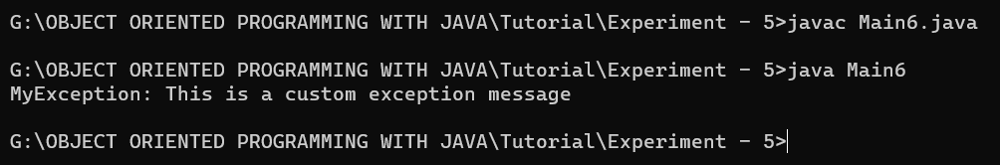 G:\OBJECT ORIENTED PROGRAMMING WITH JAVA\Tutorial\Experiment - 5>javac Main6.java
G:\OBJECT ORIENTED PROGRAMMING WITH JAVA\Tutorial\Experiment - 5>java Main6
MyException: This is a custom exception message
G:\OBJECT ORIENTED PROGRAMMING WITH JAVA\Tutorial\Experiment - 5>